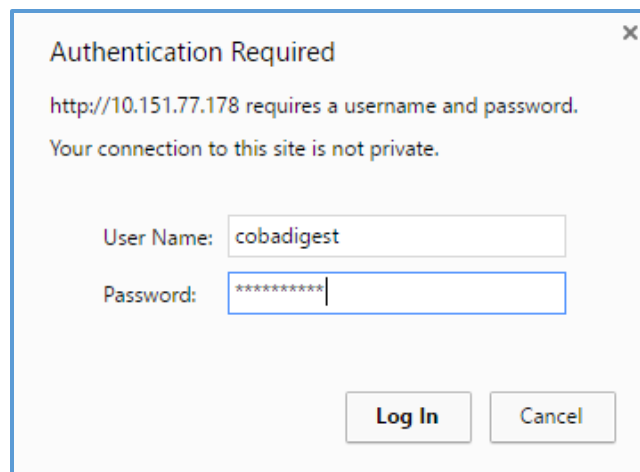 Authentication Required
http://10.151.77.178 requires a username and password.
Your connection to this site is not private.
User Name: cobadigest
Password: **********
Log In Cancel